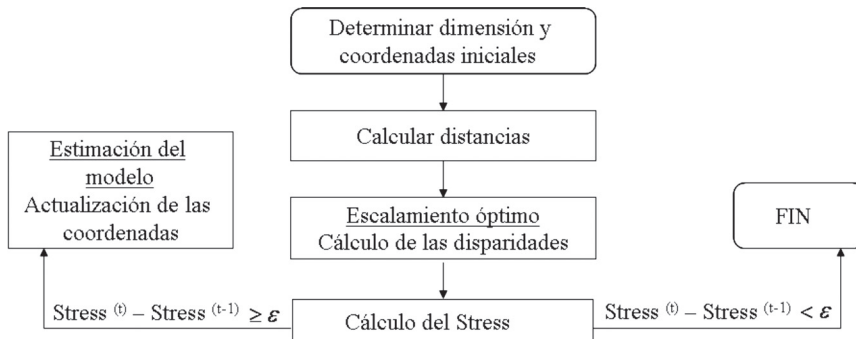 Determinar dimensión y
coordenadas iniciales
Calcular distancias
Estimación del
modelo
Actualización de las
coordenadas
Escalamiento óptimo
Cálculo de las disparidades
FIN
Stress (t) – Stress (t-1) ≥ ε
Cálculo del Stress
Stress (t) – Stress (t-1) < ε